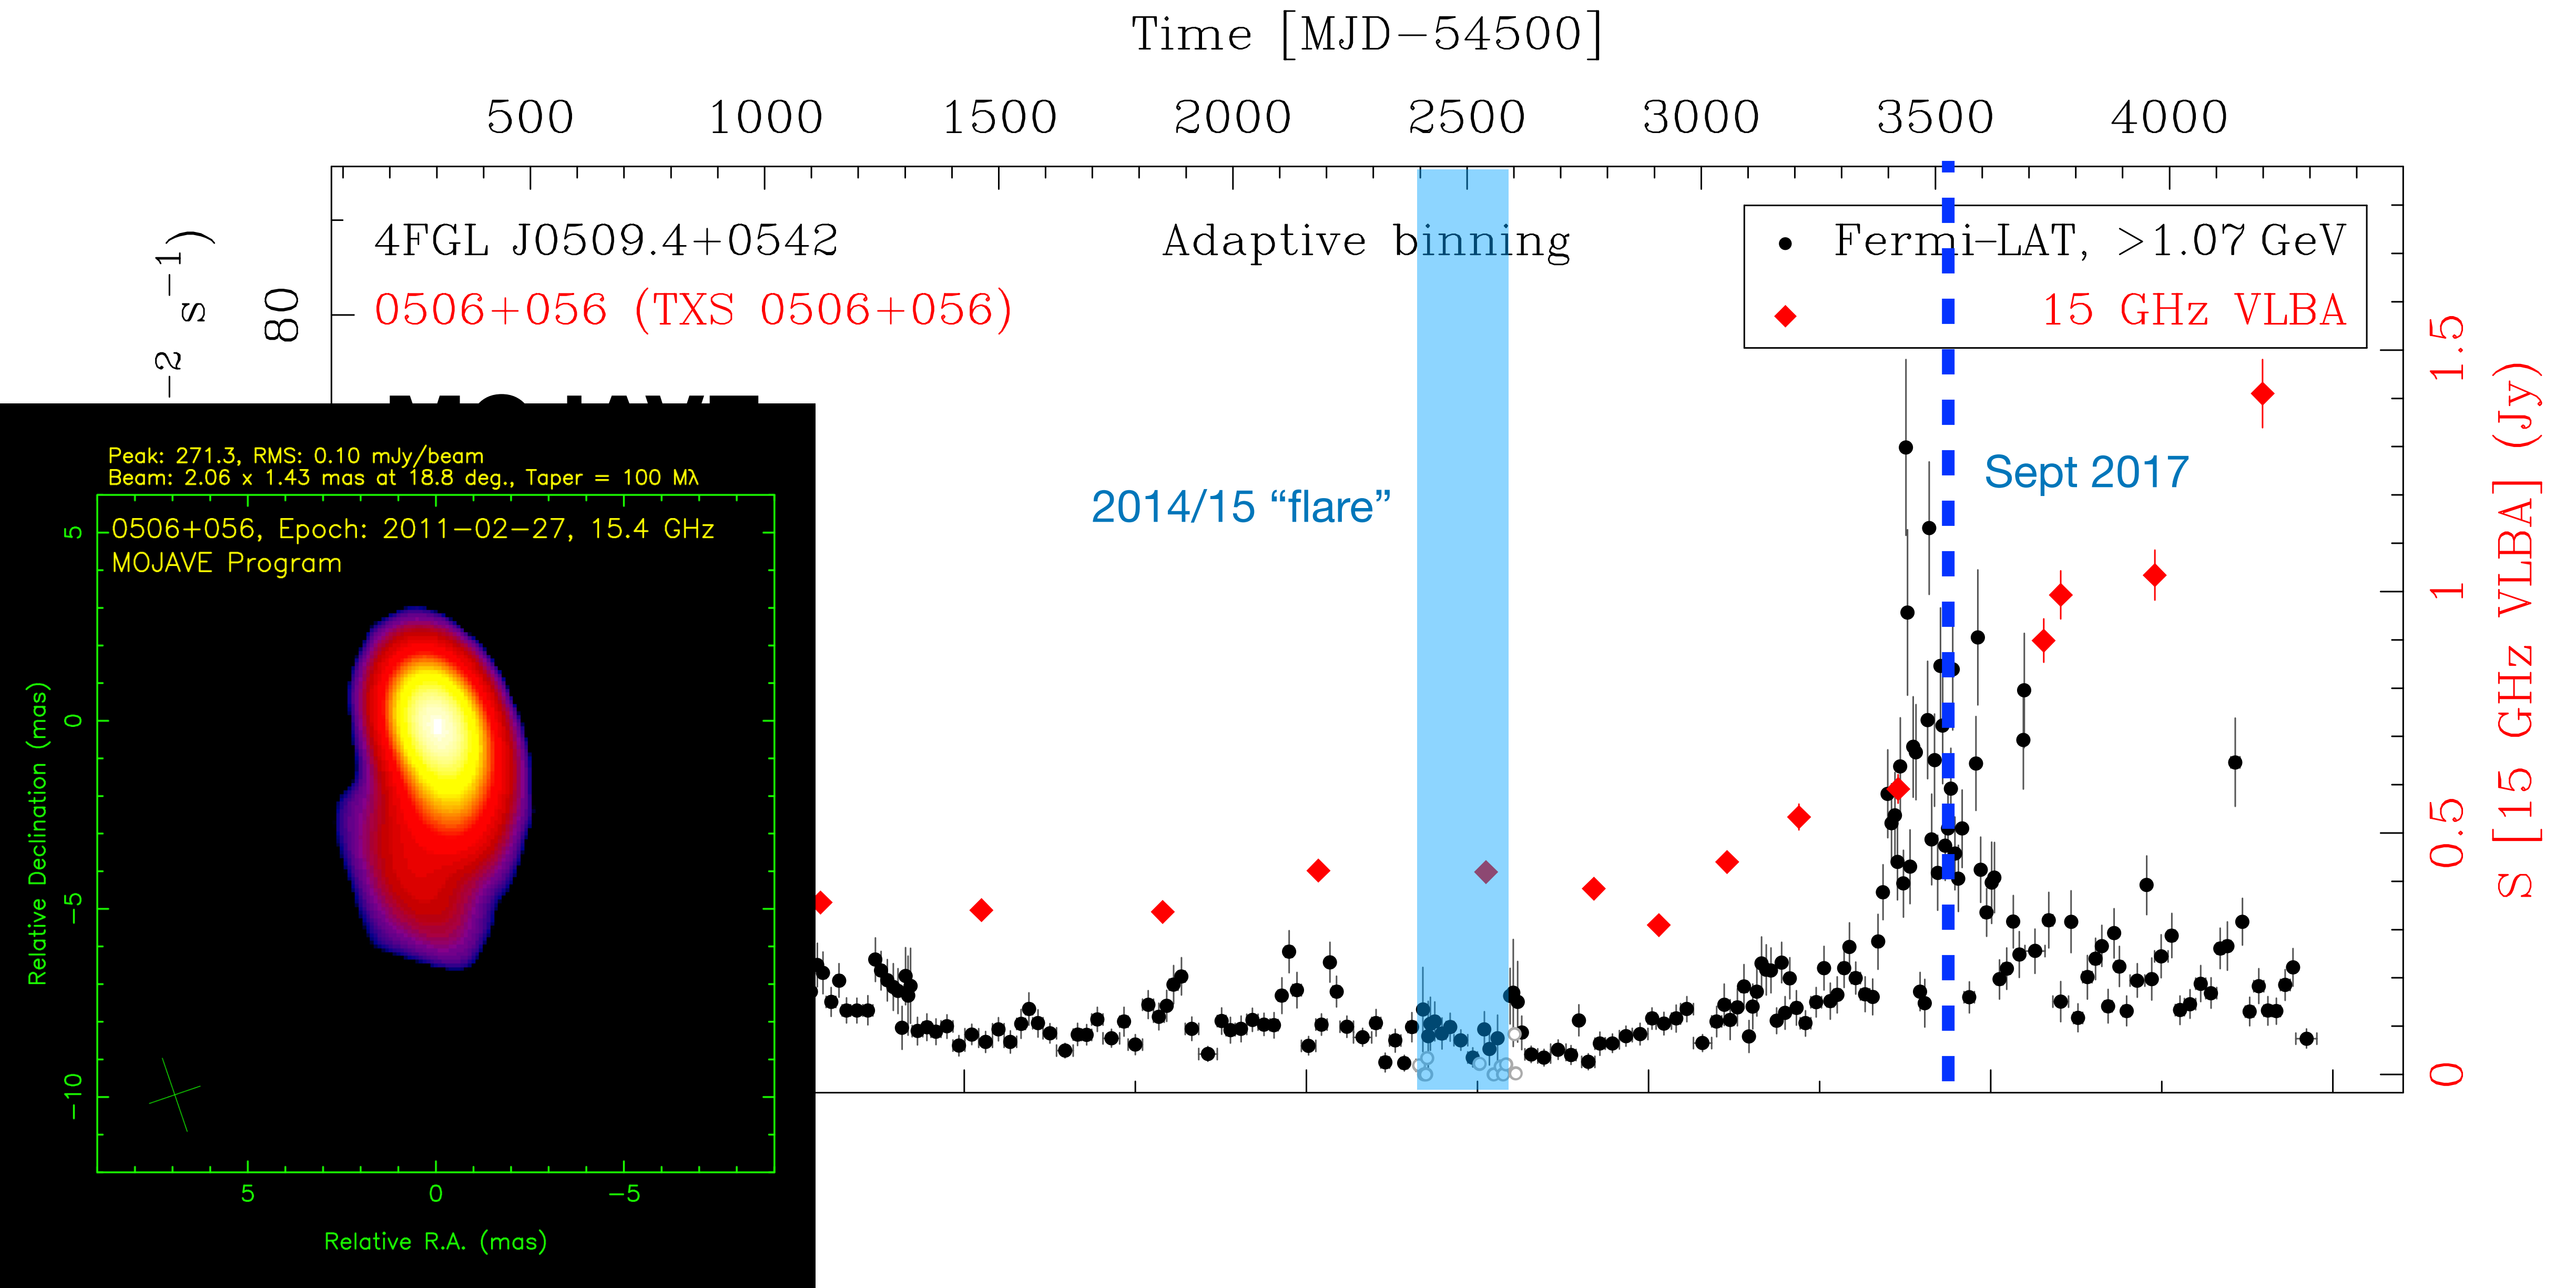 Time [MJD−54500]
500 1000 1500 2000 2500 3000 3500 4000
4FGL J0509.4+0542
0506+056 (TXS 0506+056)
Adaptive binning
Fermi−LAT, >1.07 GeV
15 GHz VLBA
80
−2 s−1)
MOJAVE
2014/15 “flare”
Sept 2017
1.5
1
0.5
0
S [15 GHz VLBA] (Jy)
Peak: 271.3, RMS: 0.10 mJy/beam
Beam: 2.06 x 1.43 mas at 18.8 deg., Taper = 100 Mλ
0506+056, Epoch: 2011−02−27, 15.4 GHz
MOJAVE Program
5
0
−5
−10
Relative Declination (mas)
5 0 −5
Relative R.A. (mas)